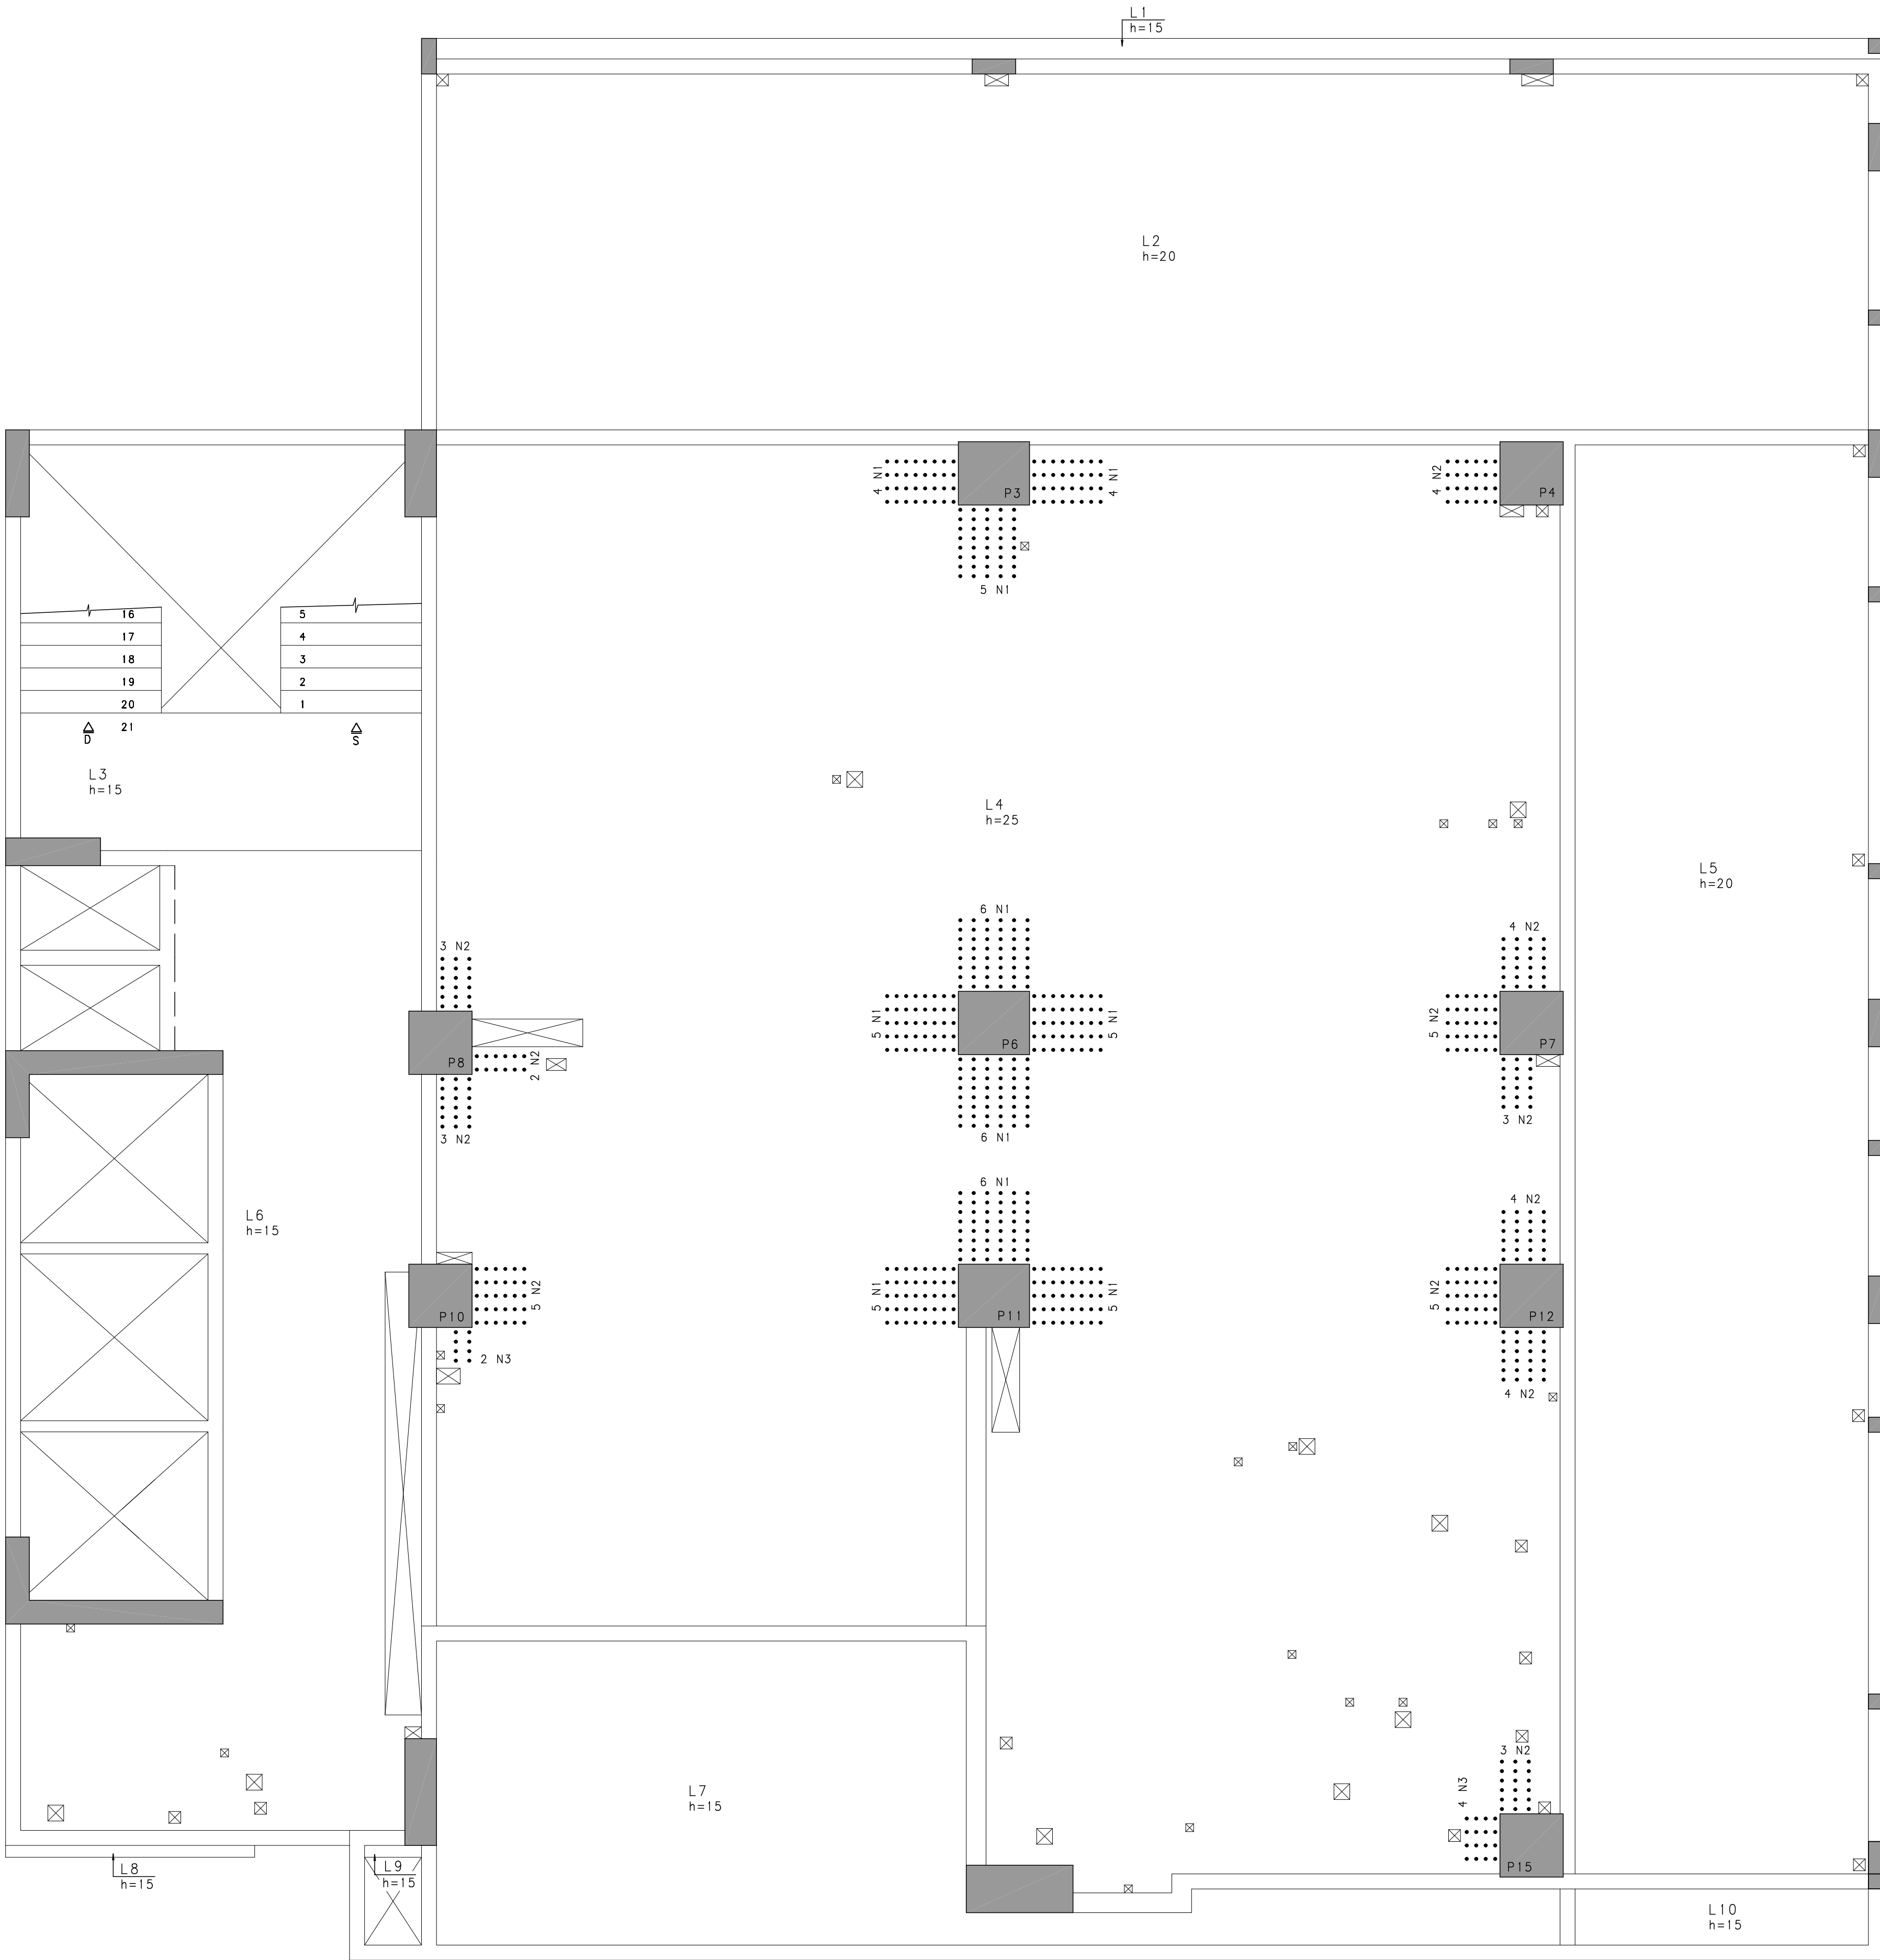 L1
h=15
L2
h=20
4 N1
P3
4 N1
5 N1
4 N2
P4
16
17
18
19
20
21
D
5
4
3
2
1
S
L3
h=15
L4
h=25
L5
h=20
3 N2
P8
2 N2
3 N2
6 N1
5 N1
P6
5 N1
6 N1
4 N2
5 N2
P7
3 N2
L6
h=15
P10
5 N2
2 N3
6 N1
5 N1
P11
5 N1
4 N2
5 N2
P12
4 N2
L7
h=15
3 N2
4 N3
P15
L8
h=15
L9
h=15
L10
h=15